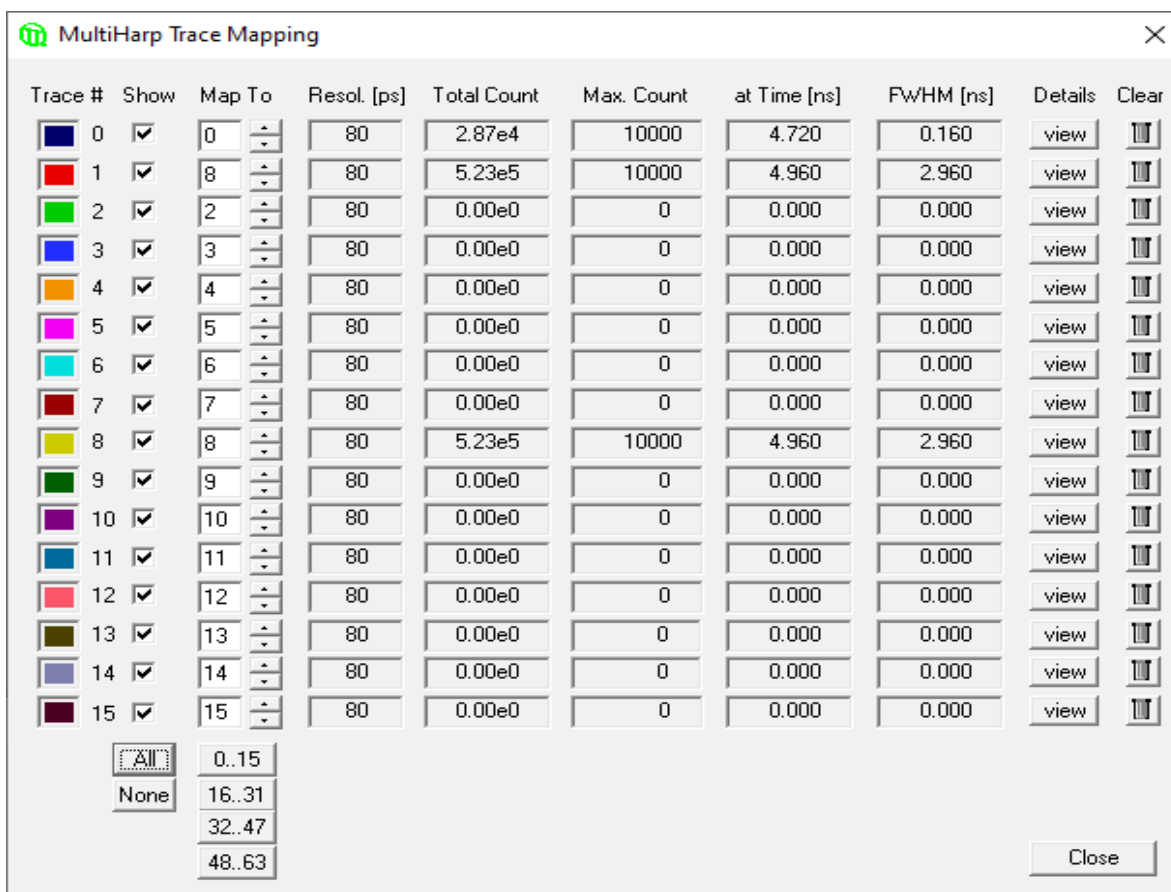 MultiHarp Trace Mapping
Trace # Show Map To Resol. [ps] Total Count Max. Count at Time [ns] FWHM [ns] Details Clear
0 0 80 2.87e4 10000 4.720 0.160 view
1 8 80 5.23e5 10000 4.960 2.960 view
2 2 80 0.00e0 0 0.000 0.000 view
3 3 80 0.00e0 0 0.000 0.000 view
4 4 80 0.00e0 0 0.000 0.000 view
5 5 80 0.00e0 0 0.000 0.000 view
6 6 80 0.00e0 0 0.000 0.000 view
7 7 80 0.00e0 0 0.000 0.000 view
8 8 80 5.23e5 10000 4.960 2.960 view
9 9 80 0.00e0 0 0.000 0.000 view
10 10 80 0.00e0 0 0.000 0.000 view
11 11 80 0.00e0 0 0.000 0.000 view
12 12 80 0.00e0 0 0.000 0.000 view
13 13 80 0.00e0 0 0.000 0.000 view
14 14 80 0.00e0 0 0.000 0.000 view
15 15 80 0.00e0 0 0.000 0.000 view
All 0..15
None 16..31
32..47
48..63 Close